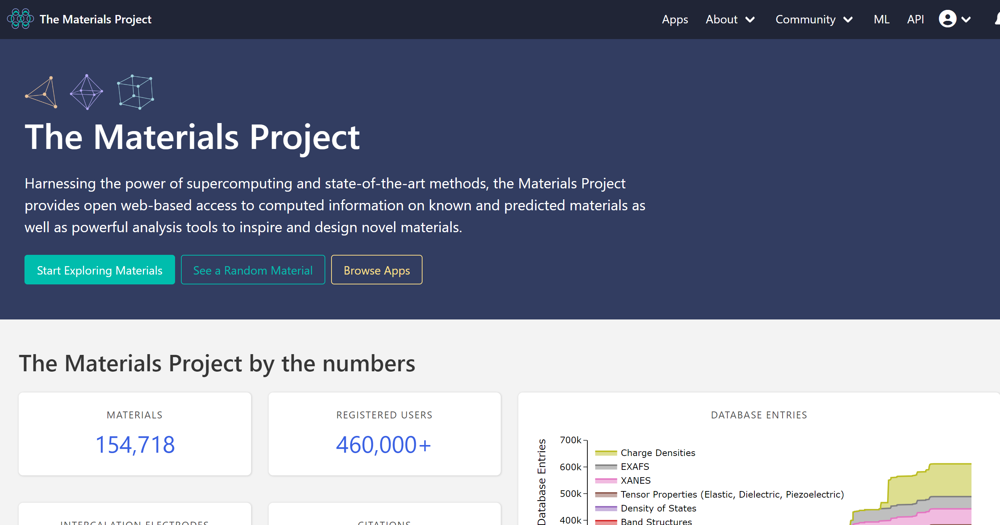 The Materials Project
Apps
About
Community
ML
API
The Materials Project
Harnessing the power of supercomputing and state-of-the-art methods, the Materials Project
provides open web-based access to computed information on known and predicted materials as
well as powerful analysis tools to inspire and design novel materials.
Start Exploring Materials
See a Random Material
Browse Apps
The Materials Project by the numbers
MATERIALS
154,718
REGISTERED USERS
460,000+
INTERCALATION ELECTRODES
CITATIONS
DATABASE ENTRIES
Database Entries
700k
600k
500k
400k
Charge Densities
EXAFS
XANES
Tensor Properties (Elastic, Dielectric, Piezoelectric)
Density of States
Band Structures